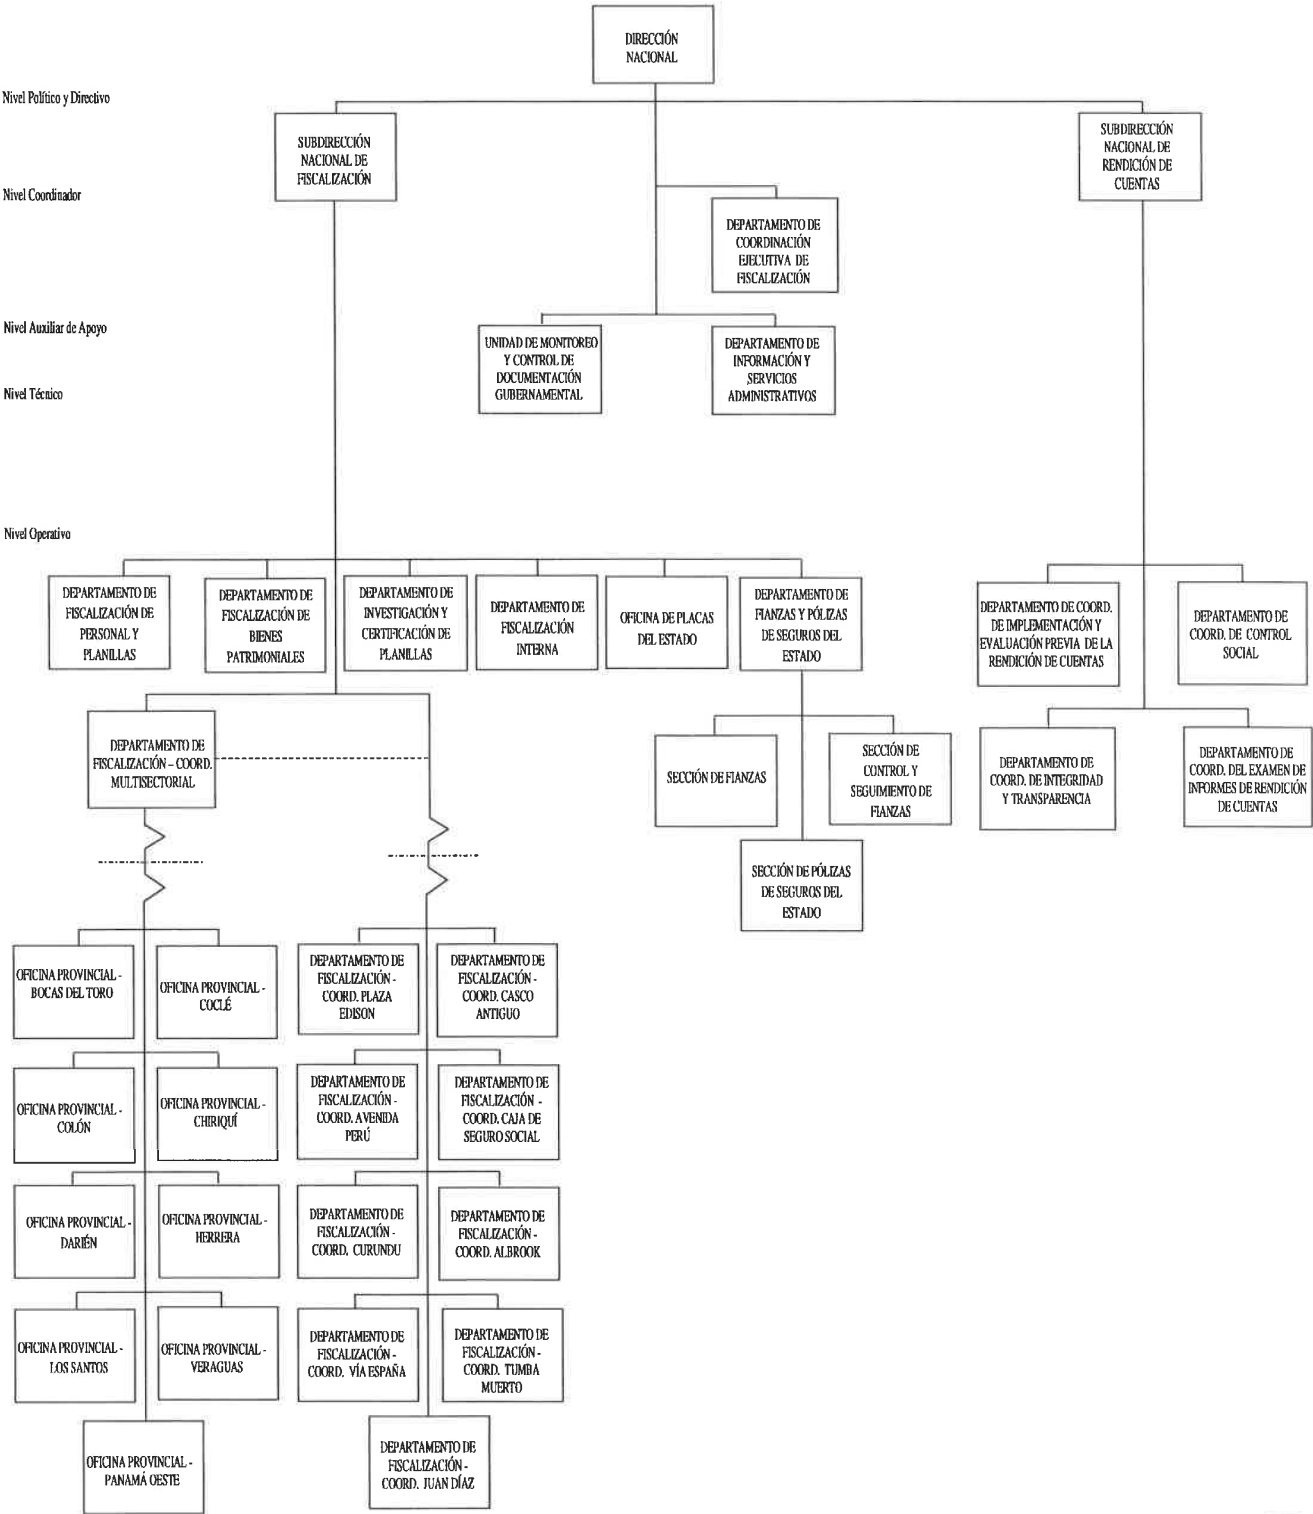 DIRECCIÓN
NACIONAL
Nivel Político y Directivo
SUBDIRECCIÓN
NACIONAL DE
FISCALIZACIÓN
SUBDIRECCIÓN
NACIONAL DE
RENDICIÓN DE
CUENTAS
Nivel Coordinador
DEPARTAMENTO DE
COORDINACIÓN
EJECUTIVA DE
FISCALIZACIÓN
Nivel Auxiliar de Apoyo
UNIDAD DE MONITOREO
Y CONTROL DE
DOCUMENTACIÓN
GUBERNAMENTAL
DEPARTAMENTO DE
INFORMACIÓN Y
SERVICIOS
ADMINISTRATIVOS
Nivel Técnico
Nivel Operativo
DEPARTAMENTO DE
FISCALIZACIÓN DE
PERSONAL Y
PLANILLAS
DEPARTAMENTO DE
FISCALIZACIÓN DE
BIENES
PATRIMONIALES
DEPARTAMENTO DE
INVESTIGACIÓN Y
CERTIFICACIÓN DE
PLANILLAS
DEPARTAMENTO DE
FISCALIZACIÓN
INTERNA
OFICINA DE PLACAS
DEL ESTADO
DEPARTAMENTO DE
FIANZAS Y PÓLIZAS
DE SEGUROS DEL
ESTADO
DEPARTAMENTO DE COORD.
DE IMPLEMENTACIÓN Y
EVALUACIÓN PREVIA DE LA
RENDICIÓN DE CUENTAS
DEPARTAMENTO DE
COORD. DE CONTROL
SOCIAL
DEPARTAMENTO DE
FISCALIZACIÓN – COORD.
MULTISECTORIAL
SECCIÓN DE FIANZAS
SECCIÓN DE
CONTROL Y
SEGUIMIENTO DE
FIANZAS
DEPARTAMENTO DE
COORD. DE INTEGRIDAD
Y TRANSPARENCIA
DEPARTAMENTO DE
COORD. DEL EXAMEN DE
INFORMES DE RENDICIÓN
DE CUENTAS
SECCIÓN DE PÓLIZAS
DE SEGUROS DEL
ESTADO
OFICINA PROVINCIAL -
BOCAS DEL TORO
OFICINA PROVINCIAL -
COCLÉ
DEPARTAMENTO DE
FISCALIZACIÓN -
COORD. PLAZA
EDISON
DEPARTAMENTO DE
FISCALIZACIÓN -
COORD. CASCO
ANTIGUO
OFICINA PROVINCIAL -
COLÓN
OFICINA PROVINCIAL -
CHIRIQUÍ
DEPARTAMENTO DE
FISCALIZACIÓN -
COORD. AVENIDA
PERÚ
DEPARTAMENTO DE
FISCALIZACIÓN -
COORD. CAJA DE
SEGURO SOCIAL
OFICINA PROVINCIAL -
DARIÉN
OFICINA PROVINCIAL -
HERRERA
DEPARTAMENTO DE
FISCALIZACIÓN -
COORD. CURUNDU
DEPARTAMENTO DE
FISCALIZACIÓN -
COORD. ALBROOK
OFICINA PROVINCIAL -
LOS SANTOS
OFICINA PROVINCIAL -
VERAGUAS
DEPARTAMENTO DE
FISCALIZACIÓN -
COORD. VÍA ESPAÑA
DEPARTAMENTO DE
FISCALIZACIÓN -
COORD. TUMBA
MUERTO
OFICINA PROVINCIAL -
PANAMÁ OESTE
DEPARTAMENTO DE
FISCALIZACIÓN -
COORD. JUAN DÍAZ